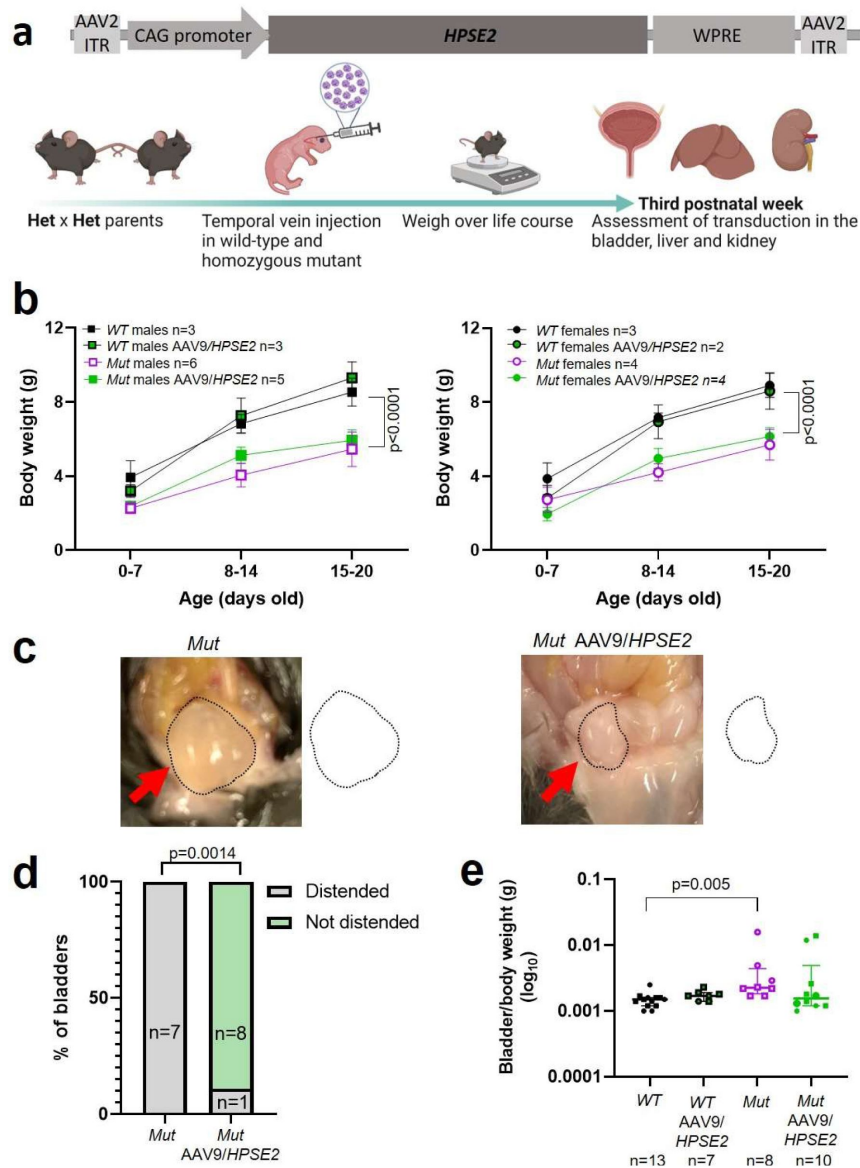 a
AAV2
ITR
CAG promoter
HPSE2
WPRE
AAV2
ITR
Het x Het parents
Temporal vein injection
in wild-type and
homozygous mutant
Weigh over life course
Third postnatal week
Assessment of transduction in the
bladder, liver and kidney
b
WT males n=3
WT males AAV9/HPSE2 n=3
Mut males n=6
Mut males AAV9/HPSE2 n=5
Body weight (g)
12
8
4
0
0-7
8-14
15-20
Age (days old)
p<0.0001
WT females n=3
WT females AAV9/HPSE2 n=2
Mut females n=4
Mut females AAV9/HPSE2 n=4
Body weight (g)
12
8
4
0
0-7
8-14
15-20
Age (days old)
p<0.0001
c
Mut
Mut AAV9/HPSE2
d
p=0.0014
% of bladders
100
50
0
n=7
n=8
n=1
Mut
Mut
AAV9/HPSE2
Distended
Not distended
e
p=0.005
Bladder/body weight (g)
(log10)
0.1
0.01
0.001
0.0001
WT
n=13
WT
AAV9/
HPSE2
n=7
Mut
n=8
Mut
AAV9/
HPSE2
n=10